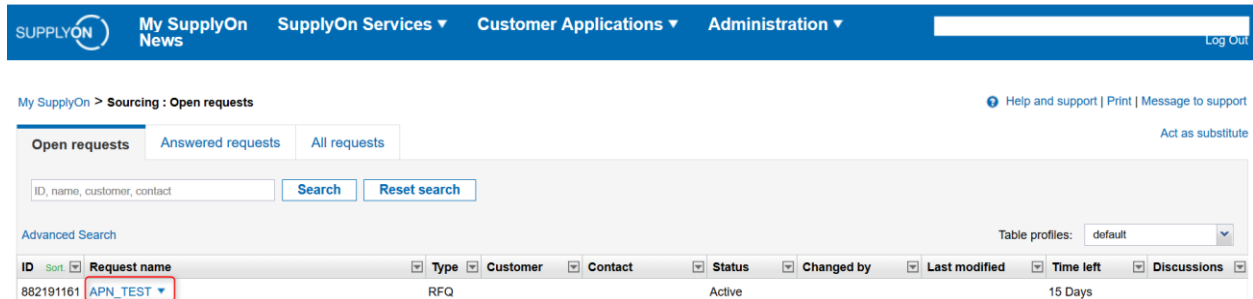 SUPPLYON My SupplyOn News SupplyOn Services ▼ Customer Applications ▼ Administration ▼
Log Out
My SupplyOn > Sourcing : Open requests Help and support | Print | Message to support
Open requests Answered requests All requests Act as substitute
ID, name, customer, contact Search Reset search
Advanced Search Table profiles: default
ID Sort. Request name Type Customer Contact Status Changed by Last modified Time left Discussions
882191161 APN_TEST ▼ RFQ Active 15 Days